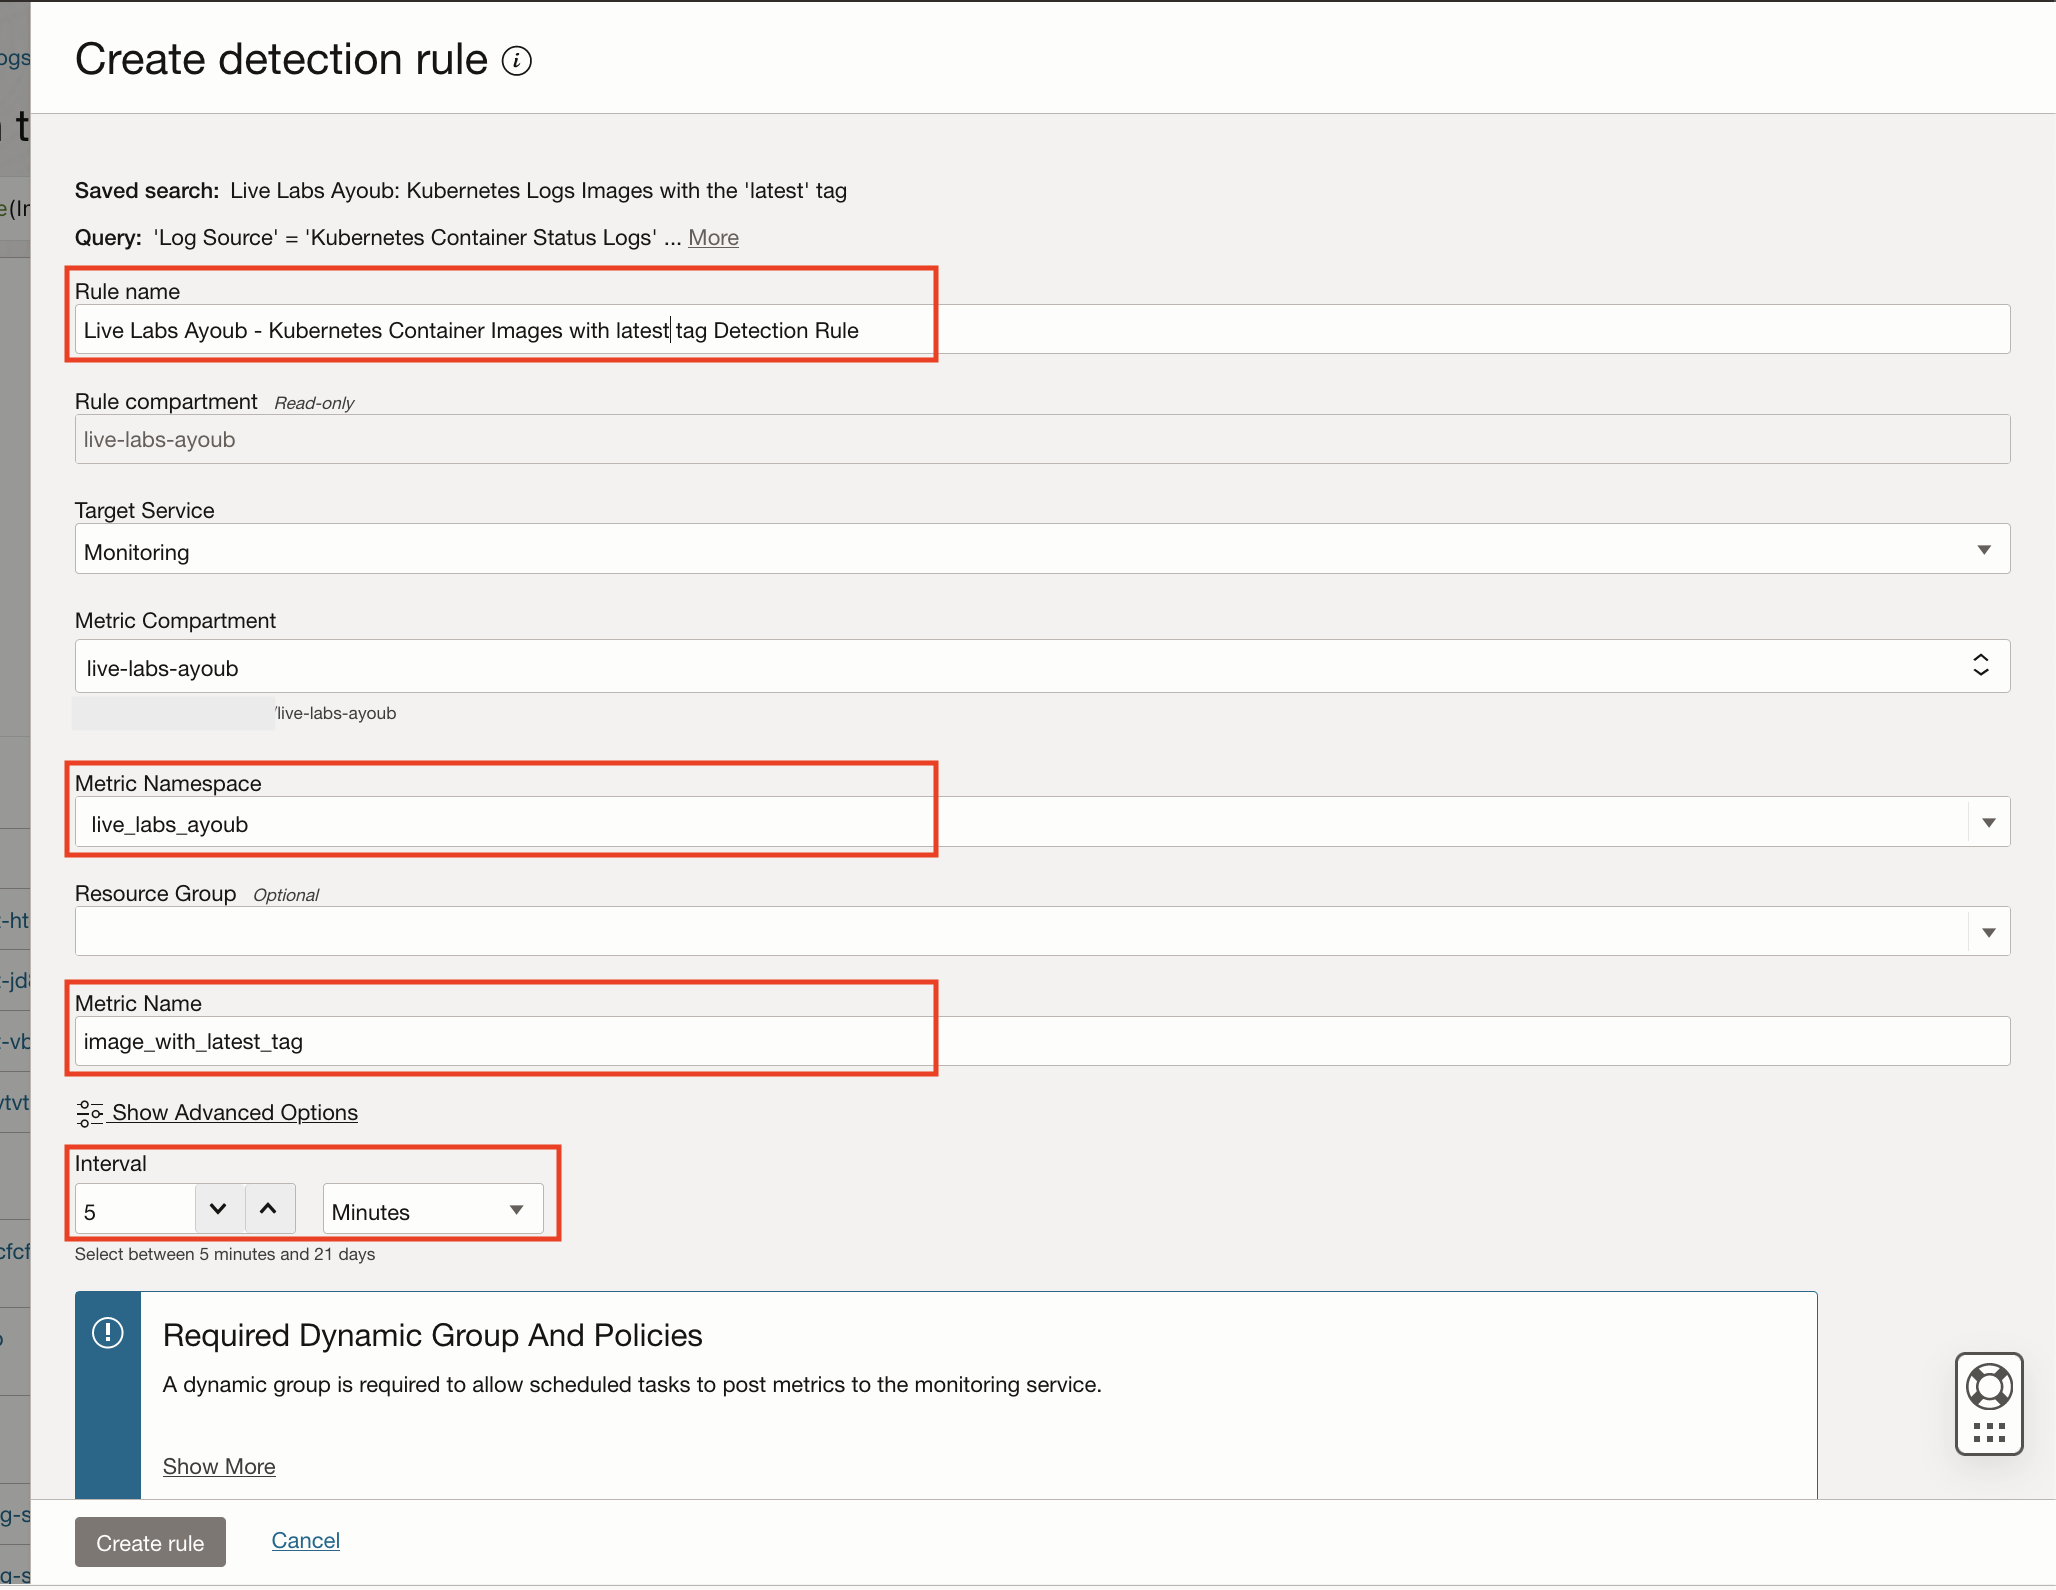 Create detection rule
Saved search: Live Labs Ayoub: Kubernetes Logs Images with the 'latest' tag
Query: 'Log Source' = 'Kubernetes Container Status Logs' ... More
Rule name
Live Labs Ayoub - Kubernetes Container Images with latest tag Detection Rule
Rule compartment Read-only
live-labs-ayoub
Target Service
Monitoring
Metric Compartment
live-labs-ayoub
/live-labs-ayoub
Metric Namespace
live_labs_ayoub
Resource Group Optional
Metric Name
image_with_latest_tag
Show Advanced Options
Interval
5 Minutes
Select between 5 minutes and 21 days
Required Dynamic Group And Policies
A dynamic group is required to allow scheduled tasks to post metrics to the monitoring service.
Show More
Create rule Cancel